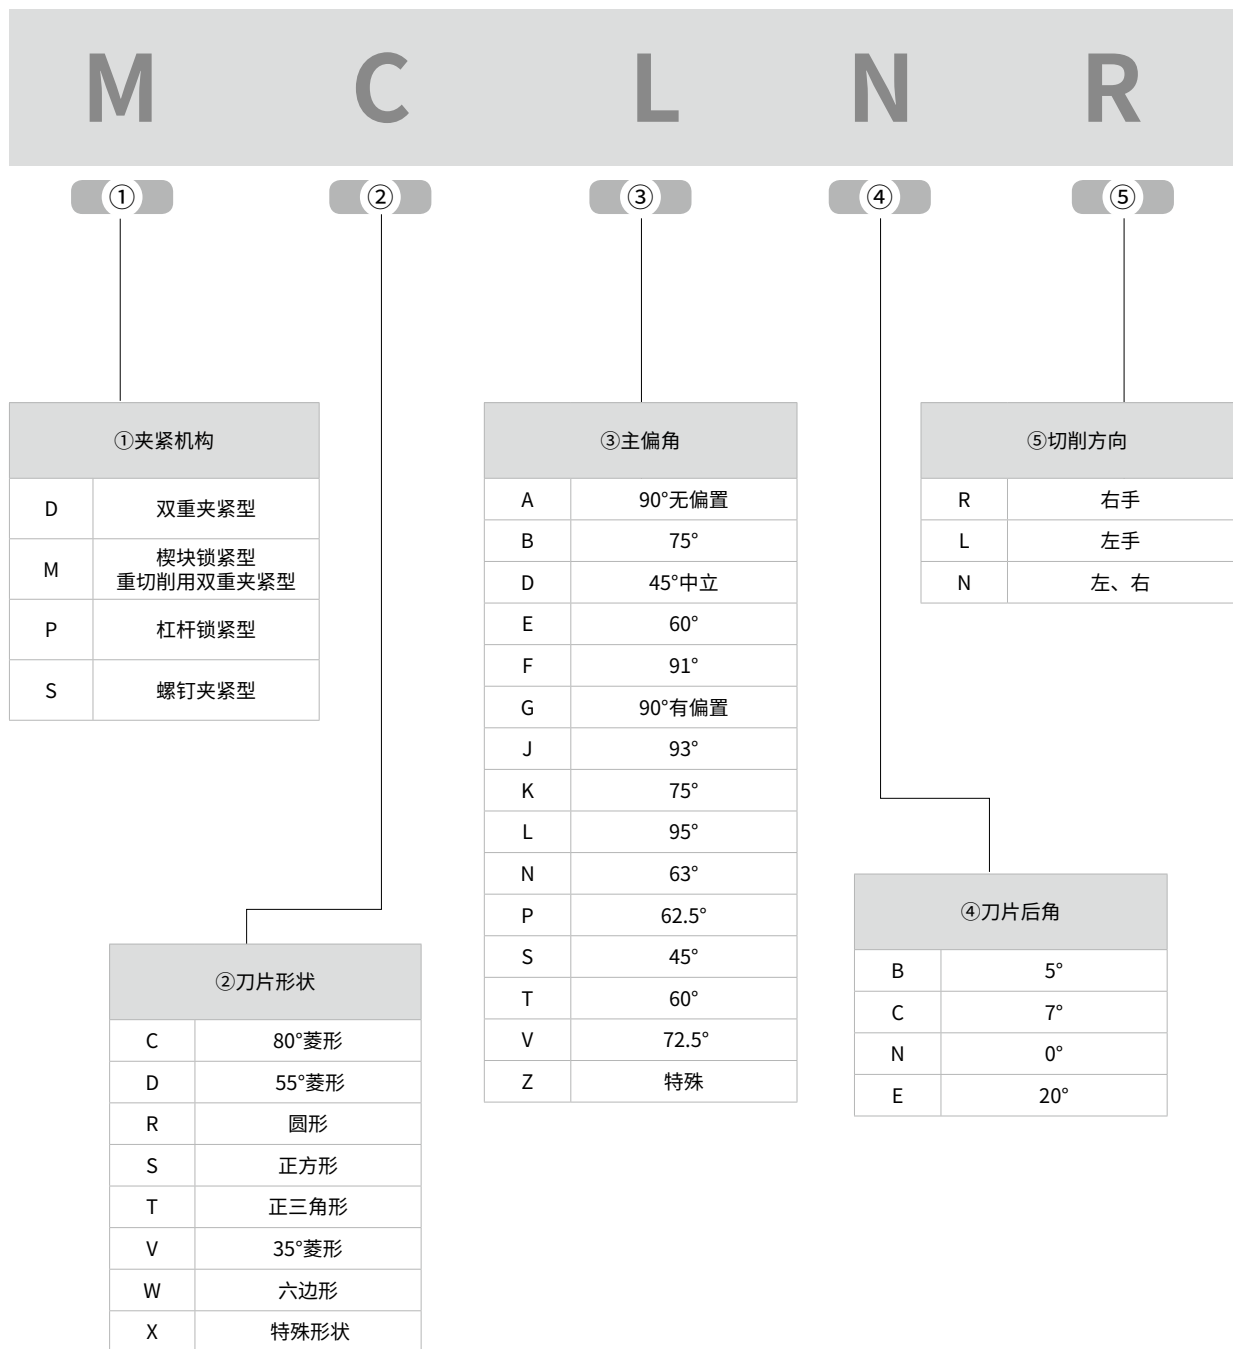 M C L N R
① ② ③ ④ ⑤
①夹紧机构
D 双重夹紧型
M 楔块锁紧型
重切削用双重夹紧型
P 杠杆锁紧型
S 螺钉夹紧型
③主偏角
A 90°无偏置
B 75°
D 45°中立
E 60°
F 91°
G 90°有偏置
J 93°
K 75°
L 95°
N 63°
P 62.5°
S 45°
T 60°
V 72.5°
Z 特殊
⑤切削方向
R 右手
L 左手
N 左、右
④刀片后角
B 5°
C 7°
N 0°
E 20°
②刀片形状
C 80°菱形
D 55°菱形
R 圆形
S 正方形
T 正三角形
V 35°菱形
W 六边形
X 特殊形状